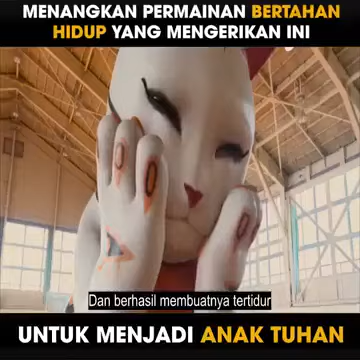 MENANGKAN PERMAINAN BERTAHAN
HIDUP YANG MENGERIKAN INI
Dan berhasil membuatnya tertidur
UNTUK MENJADI ANAK TUHAN